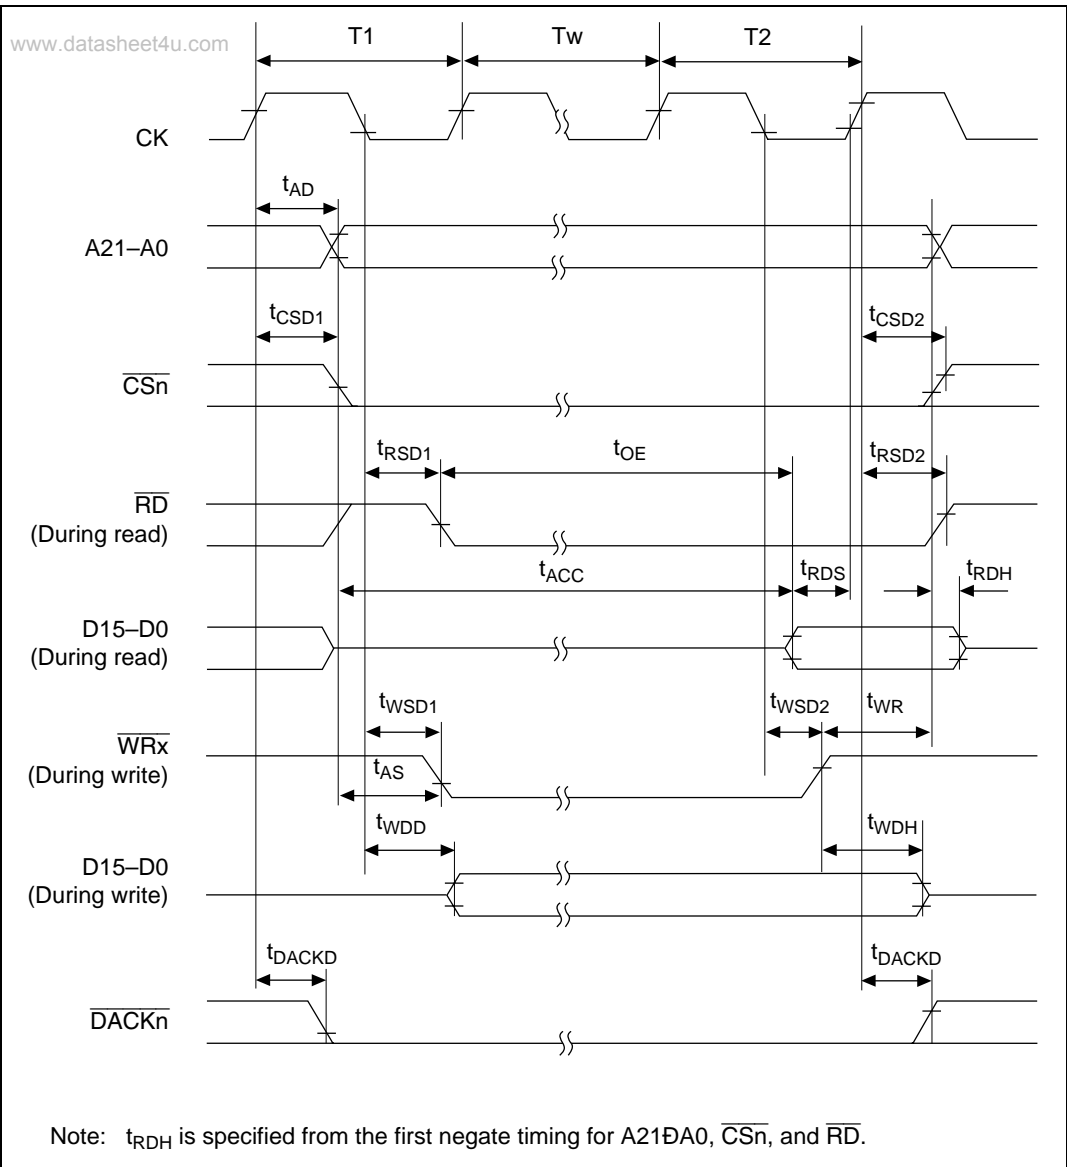 www.datasheet4u.com
T1 Tw T2
CK
tAD
A21–A0
tCSD1 tCSD2
CSn
tRSD1 tOE tRSD2
RD
(During read)
tACC tRDS tRDH
D15–D0
(During read)
tWSD1 tWSD2 tWR
WRx
(During write)
tAS
tWDD tWDH
D15–D0
(During write)
tDACKD tDACKD
DACKn
Note: tRDH is specified from the first negate timing for A21ÐA0, CSn, and RD.